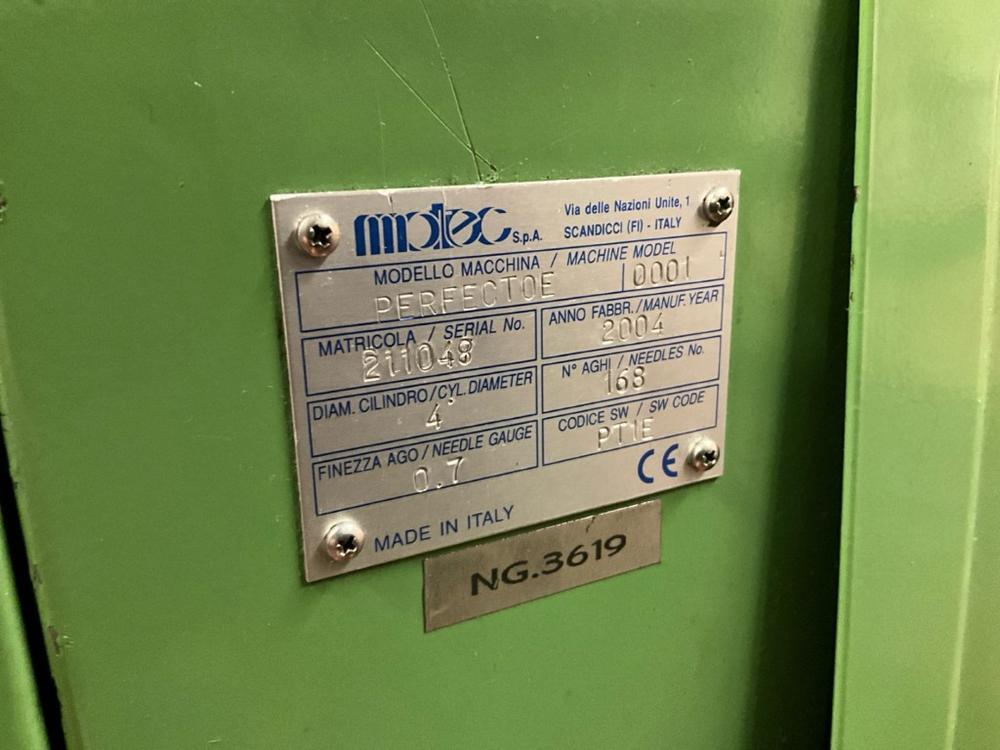 motec S.p.A.
Via delle Nazioni Unite, 1
SCANDICCI (FI) - ITALY
MODELLO MACCHINA / MACHINE MODEL
PERFECTOE 0001
MATRICOLA / SERIAL No.
211048
ANNO FABBR. / MANUF. YEAR
2004
DIAM. CILINDRO / CYL. DIAMETER
4"
N° AGHI / NEEDLES No.
168
FINEZZA AGO / NEEDLE GAUGE
0.7
CODICE SW / SW CODE
PT1E
CE
MADE IN ITALY
NG.3619